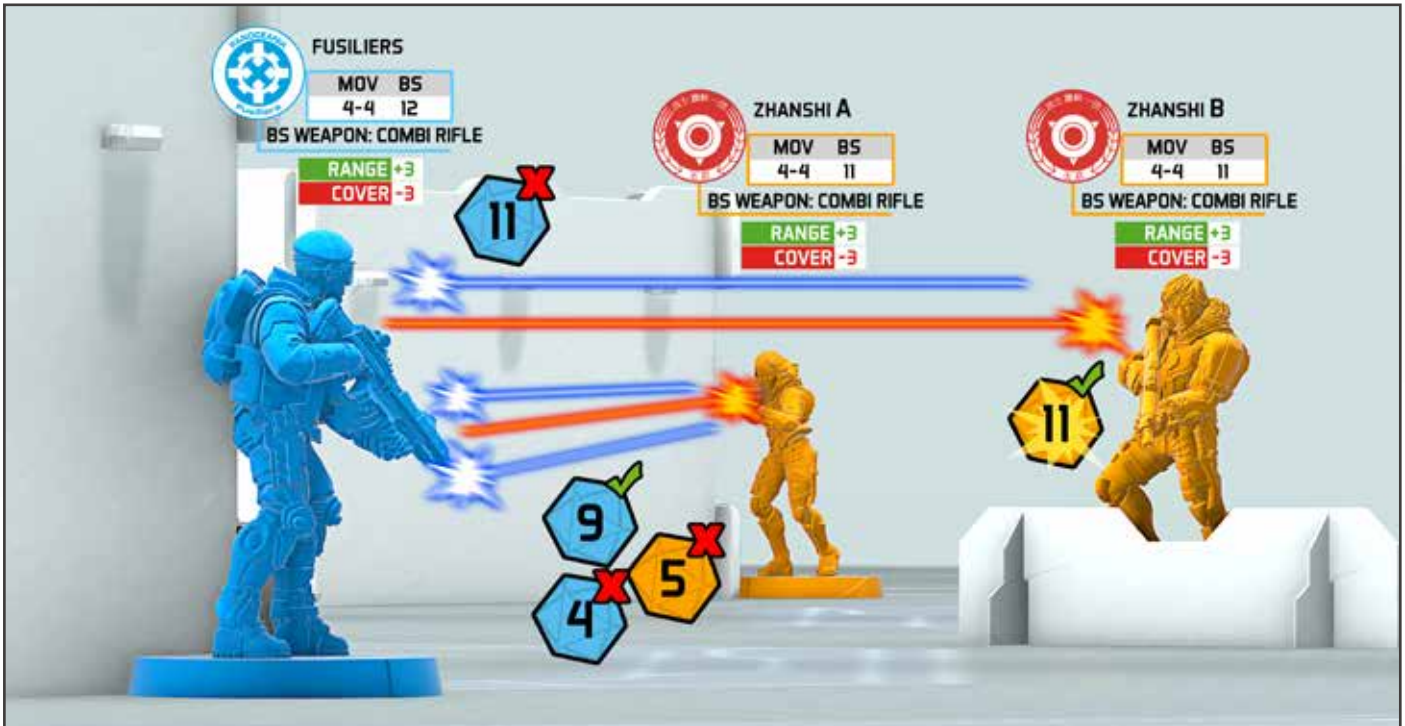 PANOCEANIA
Fusiliers
FUSILIERS
MOV BS
4-4 12
BS WEAPON: COMBI RIFLE
RANGE +3
COVER -3
ZHANSHI A
MOV BS
4-4 11
BS WEAPON: COMBI RIFLE
RANGE +3
COVER -3
ZHANSHI B
MOV BS
4-4 11
BS WEAPON: COMBI RIFLE
RANGE +3
COVER -3
11
11
9
5
4